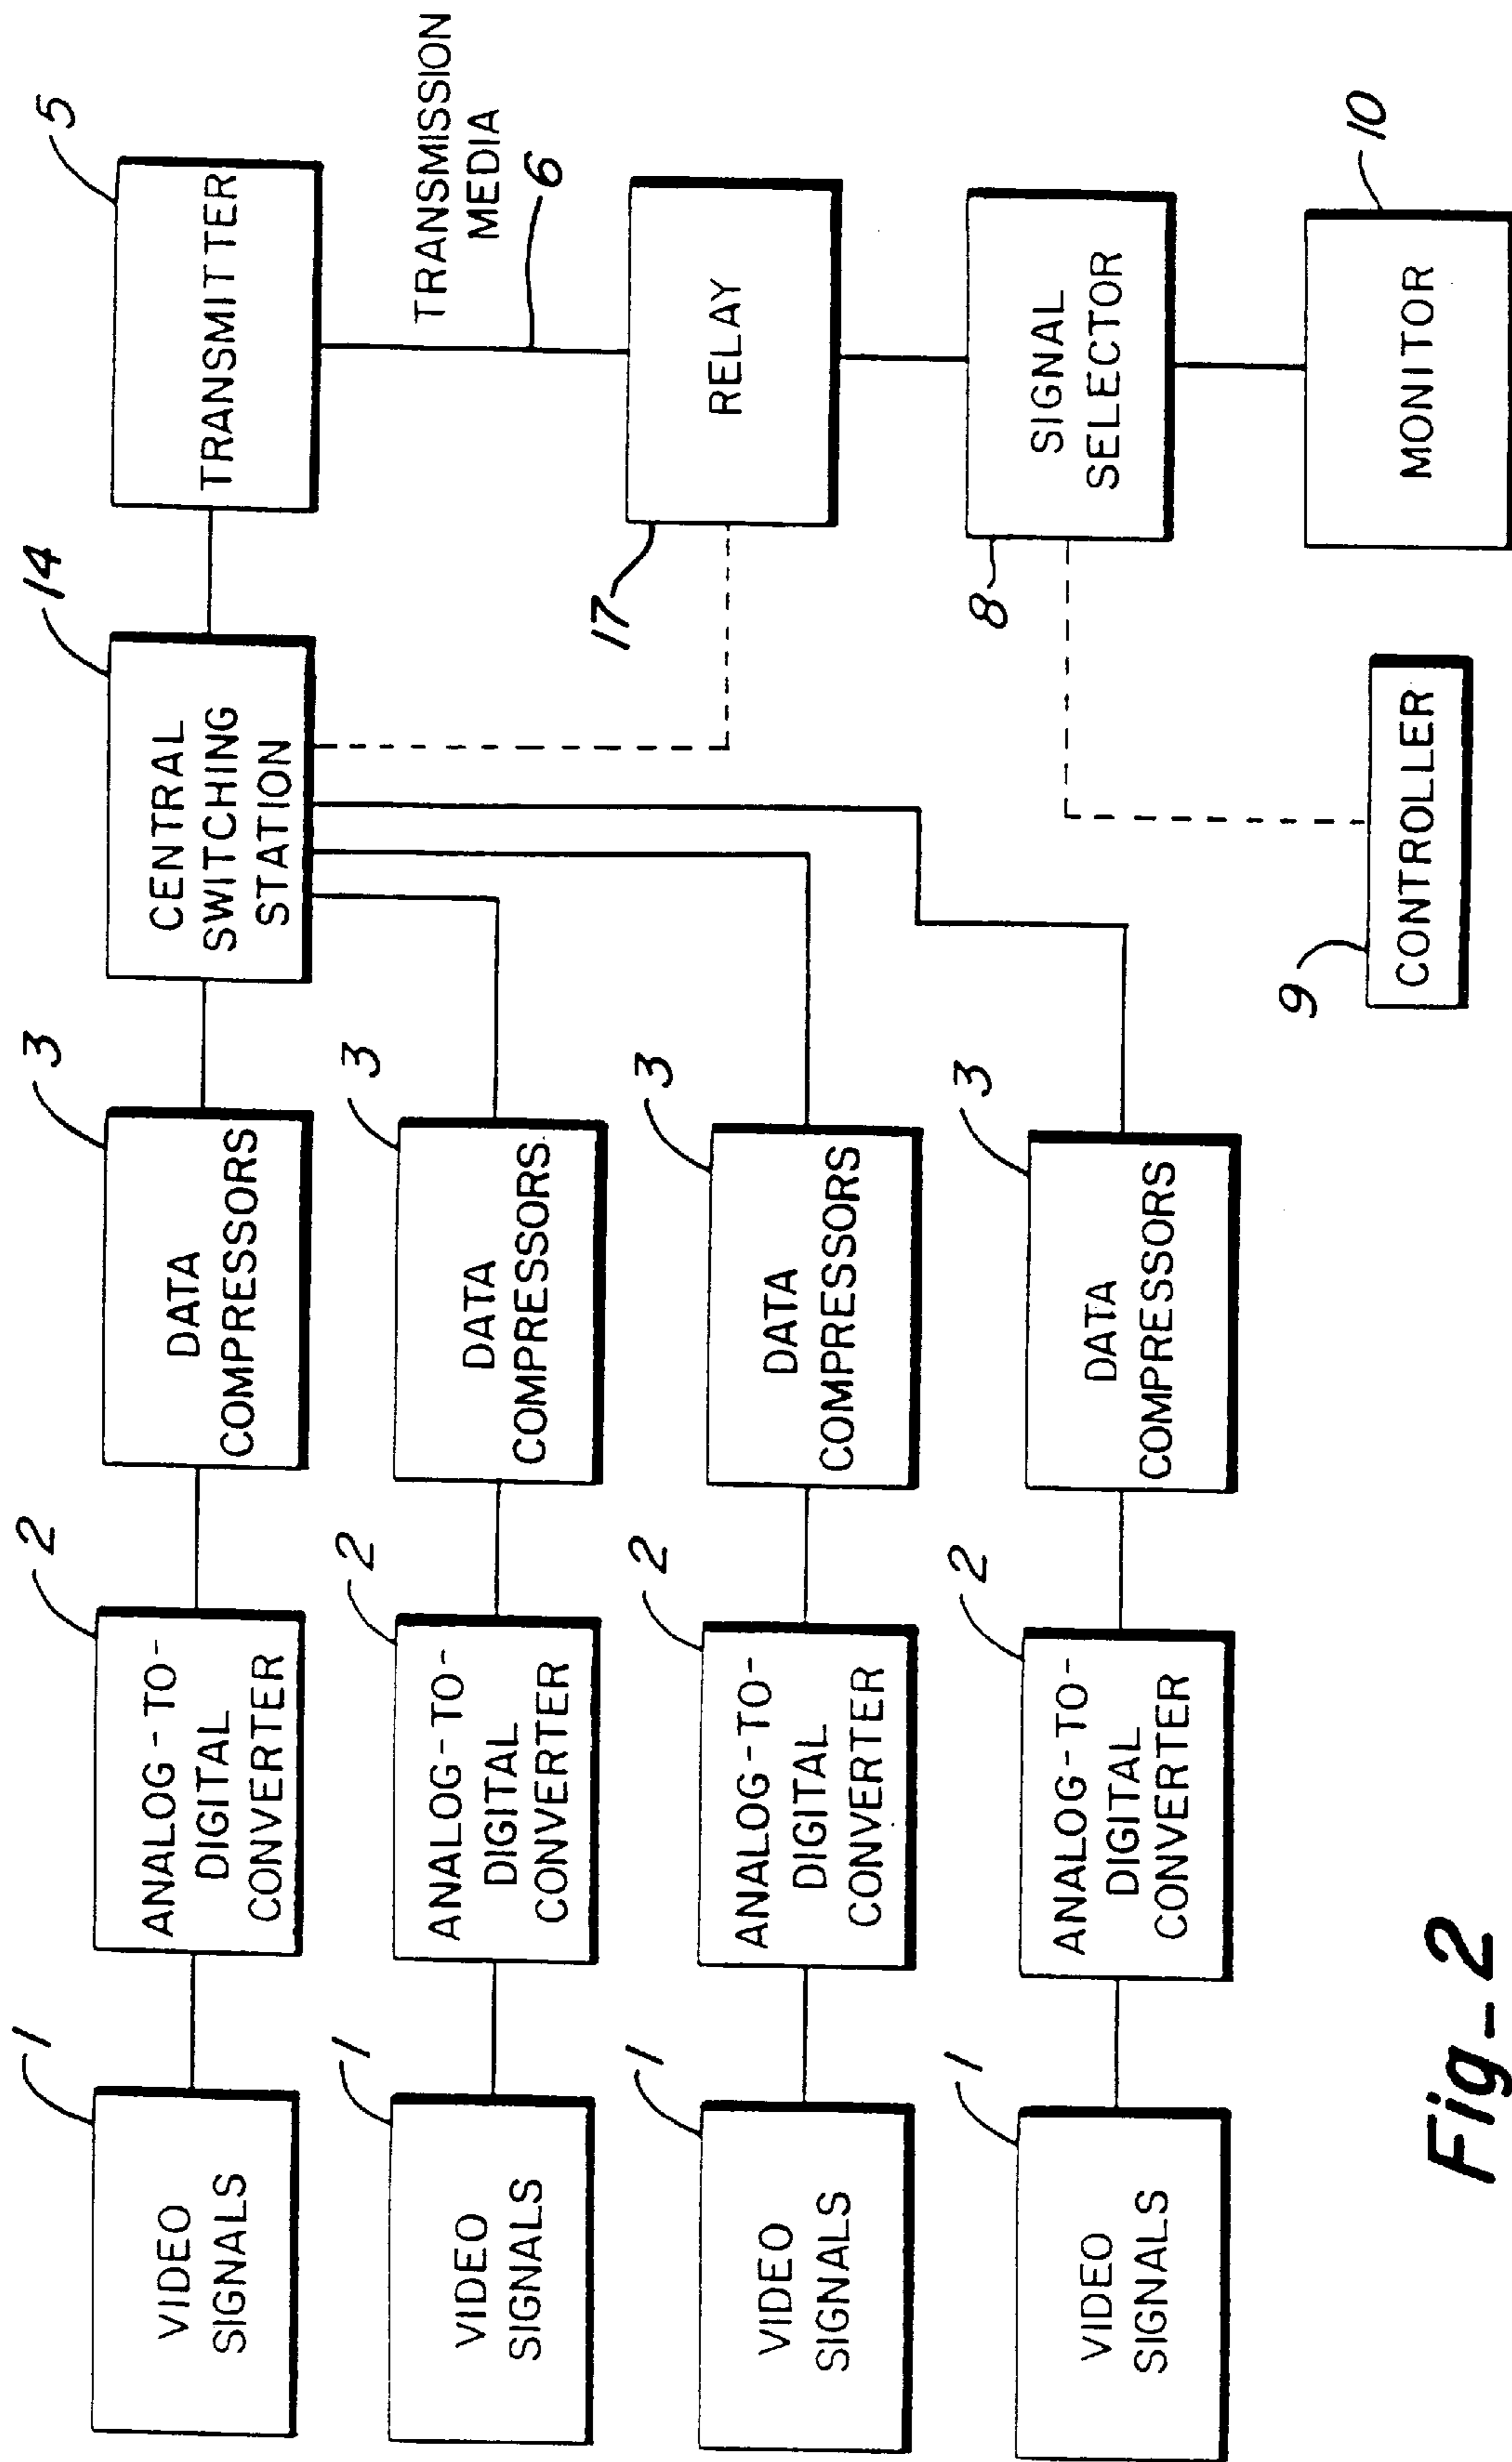 1
VIDEO
SIGNALS
2
ANALOG-TO-
DIGITAL
CONVERTER
3
DATA
COMPRESSORS
14
CENTRAL
SWITCHING
STATION
5
TRANSMITTER
1
VIDEO
SIGNALS
2
ANALOG-TO-
DIGITAL
CONVERTER
3
DATA
COMPRESSORS
TRANSMISSION
MEDIA
6
1
VIDEO
SIGNALS
2
ANALOG-TO-
DIGITAL
CONVERTER
3
DATA
COMPRESSORS
17
RELAY
1
VIDEO
SIGNALS
2
ANALOG-TO-
DIGITAL
CONVERTER
3
DATA
COMPRESSORS
8
SIGNAL
SELECTOR
9
CONTROLLER
10
MONITOR
Fig-2